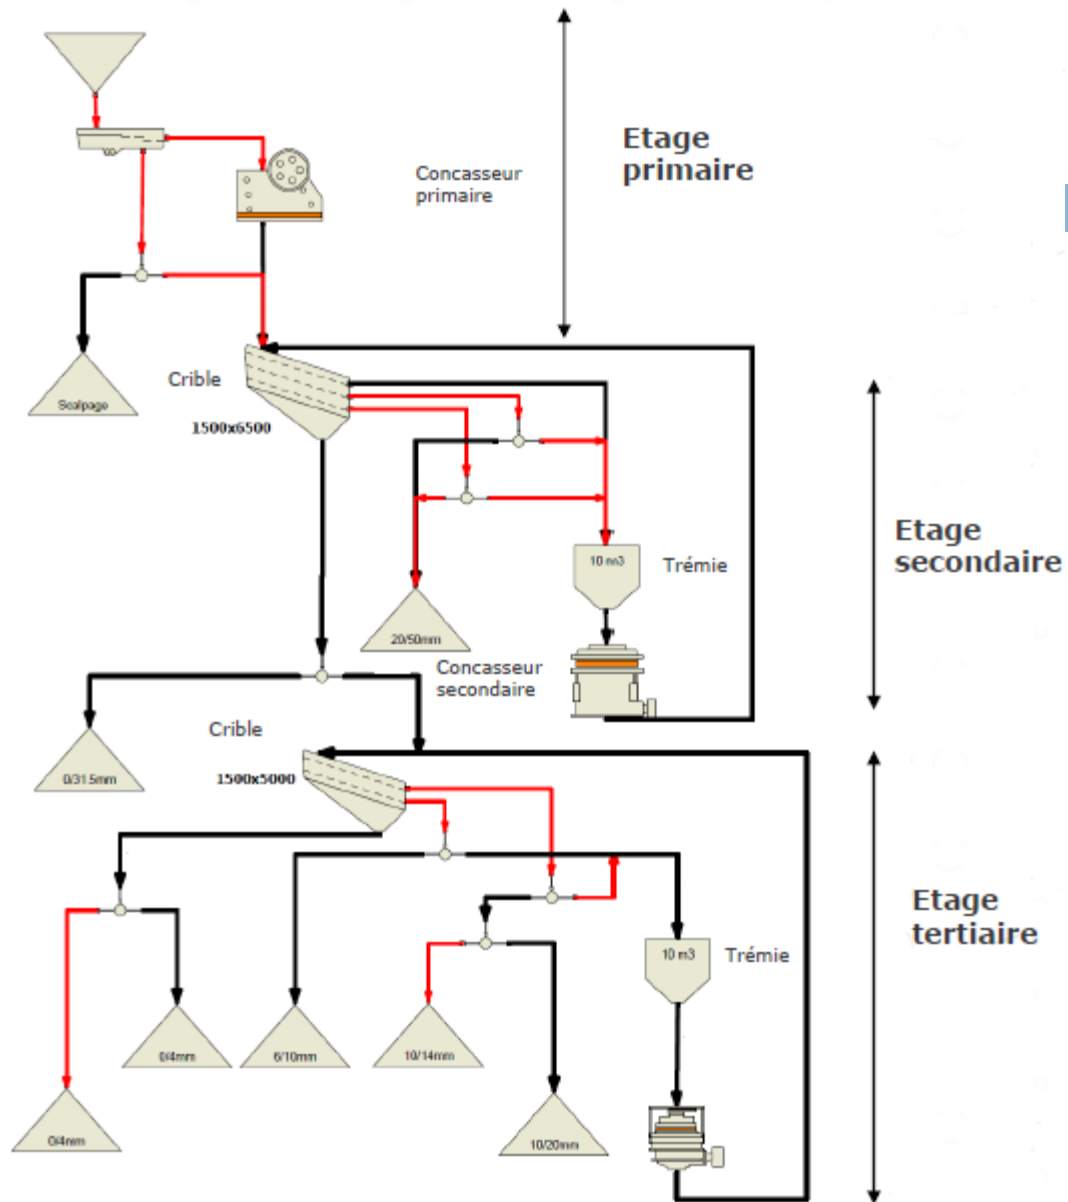 Etage
primaire
Concasseur
primaire
Crible
1500x6500
Scalpage
Etage
secondaire
10 m3
Trémie
20/50mm
Concasseur
secondaire
Crible
1500x5000
0/31.5mm
Etage
tertiaire
10 m3
Trémie
0/4mm
6/10mm
10/14mm
0/4mm
10/20mm